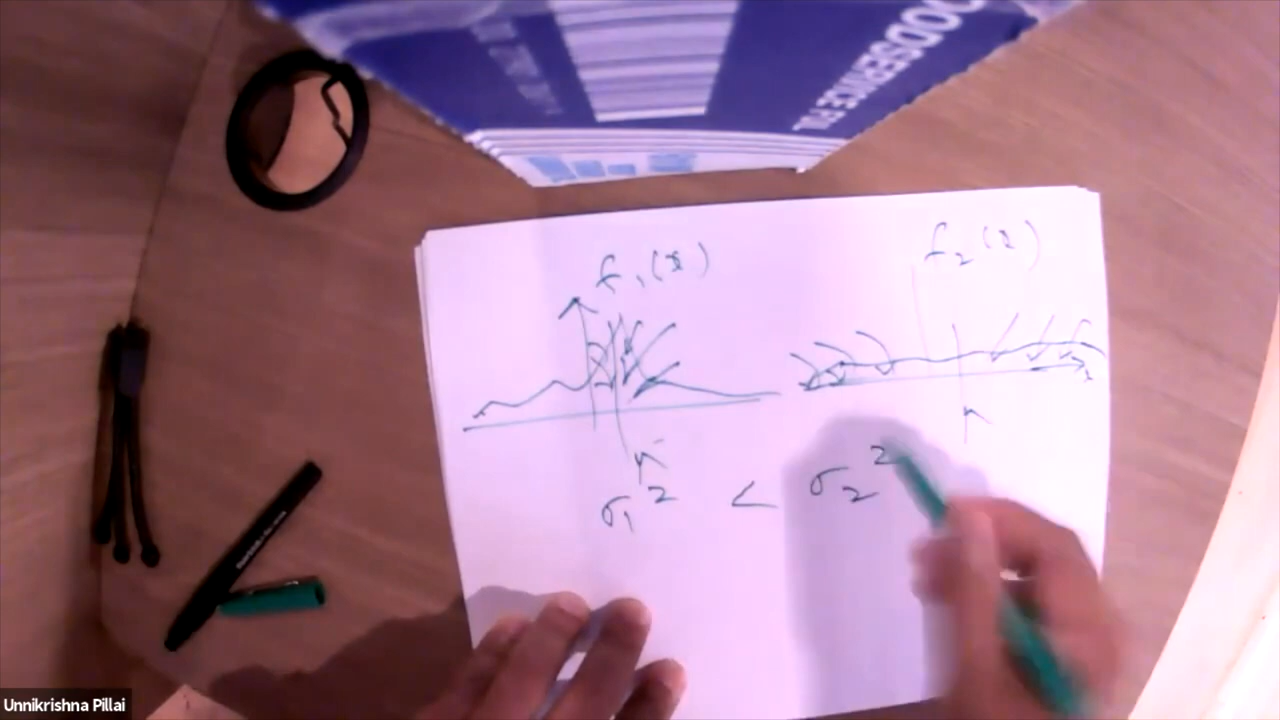 f₁(x)
f₂(x)
x
μ
μ
σ₁² < σ₂²
Unnikrishna Pillai